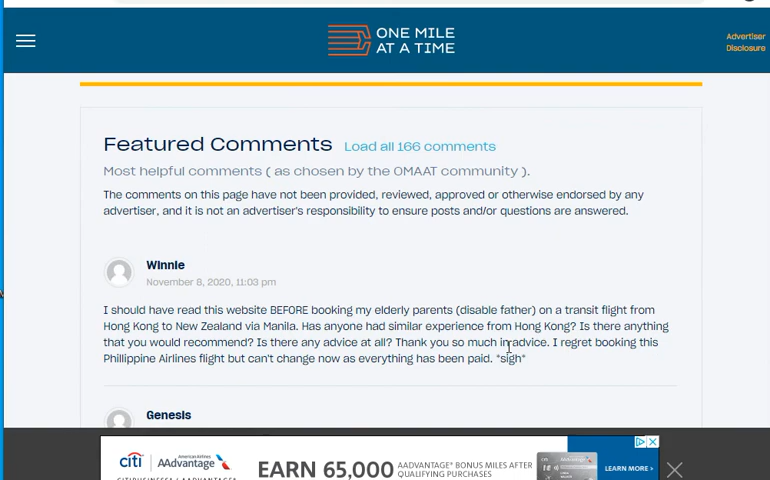 ONE MILE
AT A TIME
Advertiser
Disclosure
Featured Comments Load all 166 comments
Most helpful comments ( as chosen by the OMAAT community ).
The comments on this page have not been provided, reviewed, approved or otherwise endorsed by any
advertiser, and it is not an advertiser's responsibility to ensure posts and/or questions are answered.
Winnie
November 8, 2020, 11:03 pm
I should have read this website BEFORE booking my elderly parents (disable father) on a transit flight from
Hong Kong to New Zealand via Manila. Has anyone had similar experience from Hong Kong? Is there anything
that you would recommend? Is there any advice at all? Thank you so much in advice. I regret booking this
Phillippine Airlines flight but can't change now as everything has been paid. *sigh*
Genesis
citi American Airlines
AAdvantage
CITIBUSINESS / AADVANTAGE
EARN 65,000 AADVANTAGE® BONUS MILES AFTER
QUALIFYING PURCHASES
LEARN MORE >